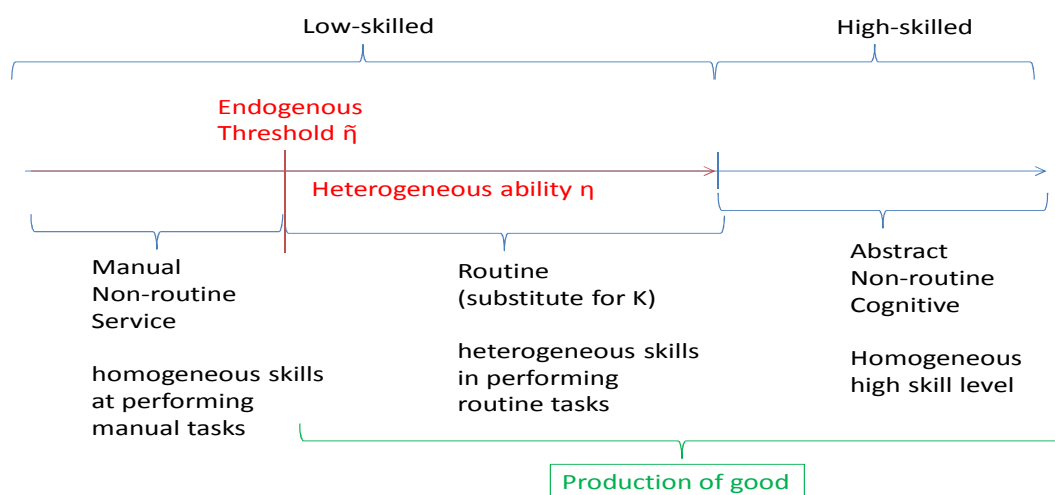 Low-skilled
High-skilled
Endogenous
Threshold η̃
Heterogeneous ability η
Manual
Non-routine
Service
homogeneous skills
at performing
manual tasks
Routine
(substitute for K)
heterogeneous skills
in performing
routine tasks
Abstract
Non-routine
Cognitive
Homogeneous
high skill level
Production of good